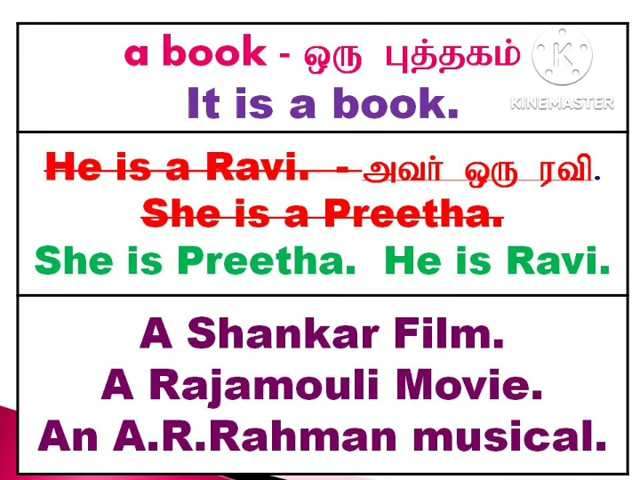 a book - ஒரு புத்தகம்
It is a book.
KINEMASTER
He is a Ravi. - அவர் ஒரு ரவி.
She is a Preetha.
She is Preetha. He is Ravi.
A Shankar Film.
A Rajamouli Movie.
An A.R.Rahman musical.